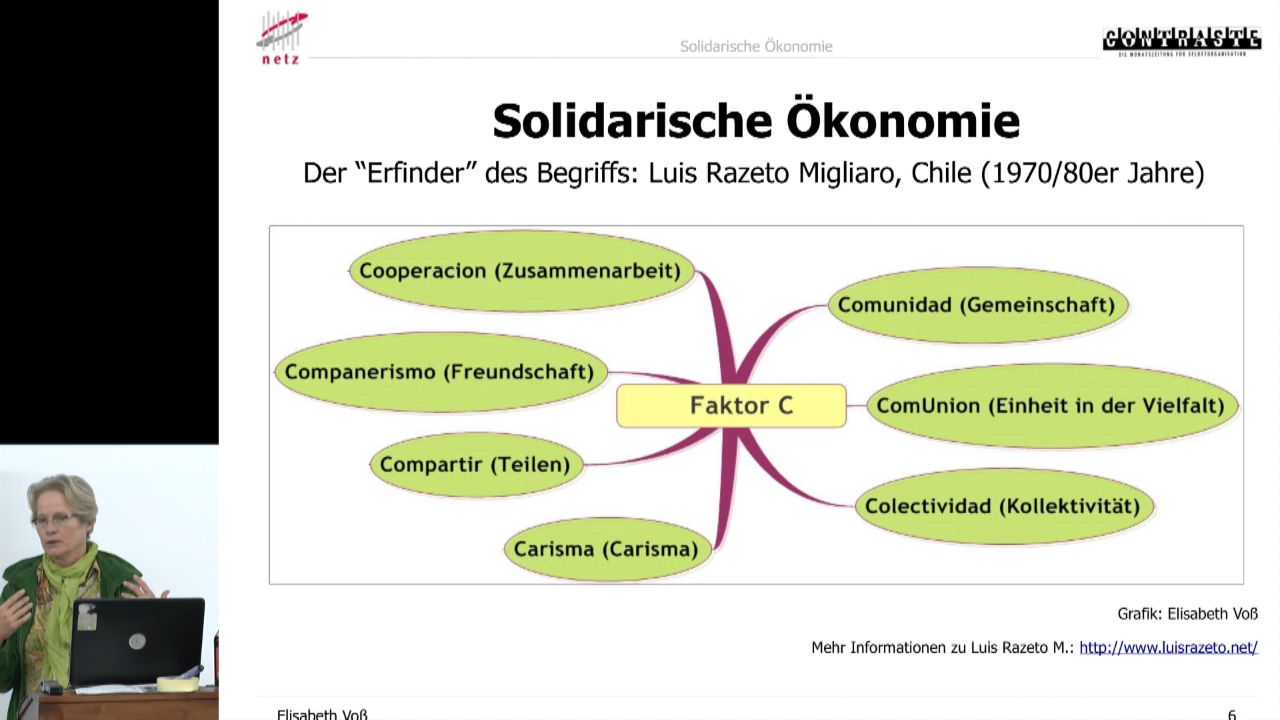 netz
Solidarische Ökonomie
CONTRASTE
DIE MONATSZEITUNG FÜR SELBSTORGANISATION
Solidarische Ökonomie
Der “Erfinder” des Begriffs: Luis Razeto Migliaro, Chile (1970/80er Jahre)
Cooperacion (Zusammenarbeit)
Comunidad (Gemeinschaft)
Companerismo (Freundschaft)
Faktor C
ComUnion (Einheit in der Vielfalt)
Compartir (Teilen)
Colectividad (Kollektivität)
Carisma (Carisma)
Grafik: Elisabeth Voß
Mehr Informationen zu Luis Razeto M.: http://www.luisrazeto.net/
Elisabeth Voß
6